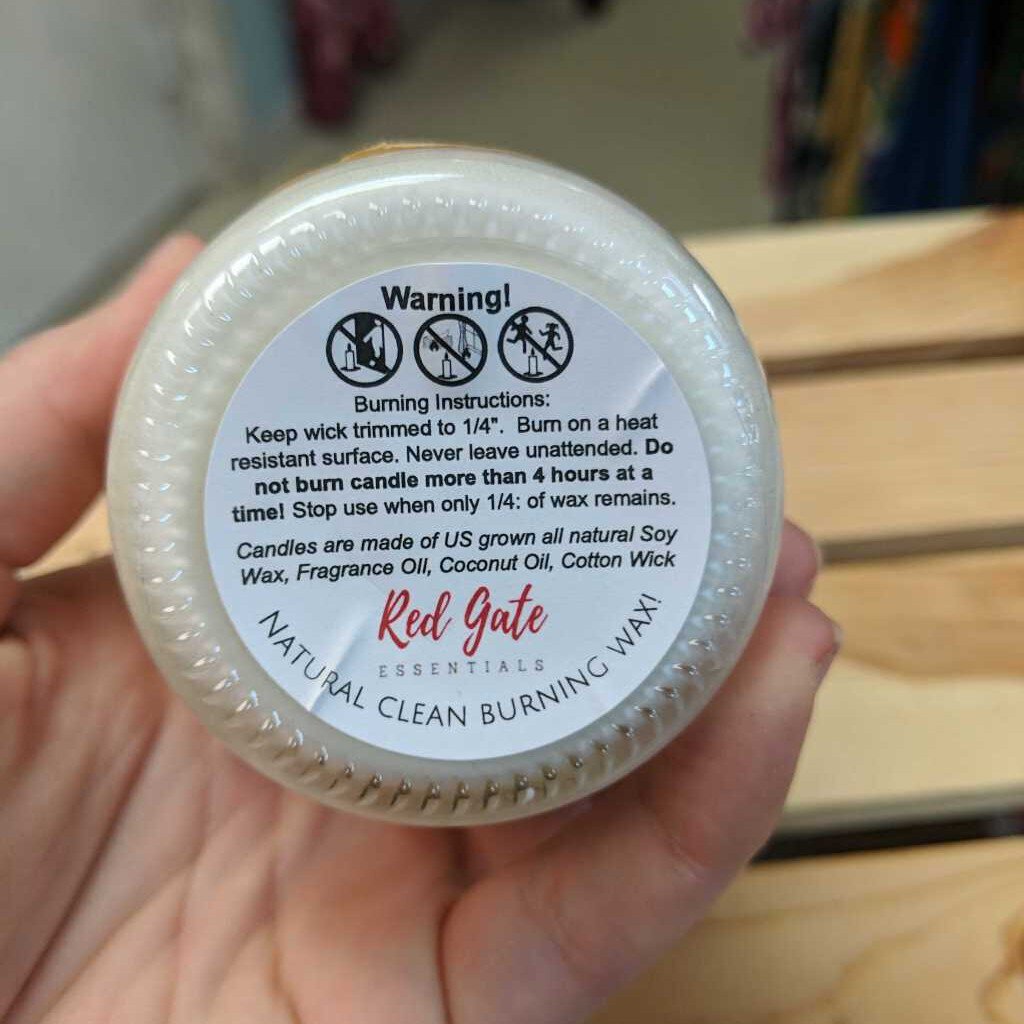 Warning!
Burning Instructions:
Keep wick trimmed to 1/4". Burn on a heat
resistant surface. Never leave unattended. Do
not burn candle more than 4 hours at a
time! Stop use when only 1/4: of wax remains.
Candles are made of US grown all natural Soy
Wax, Fragrance OIl, Coconut Oil, Cotton Wick
Red Gate
ESSENTIALS
NATURAL CLEAN BURNING WAX!